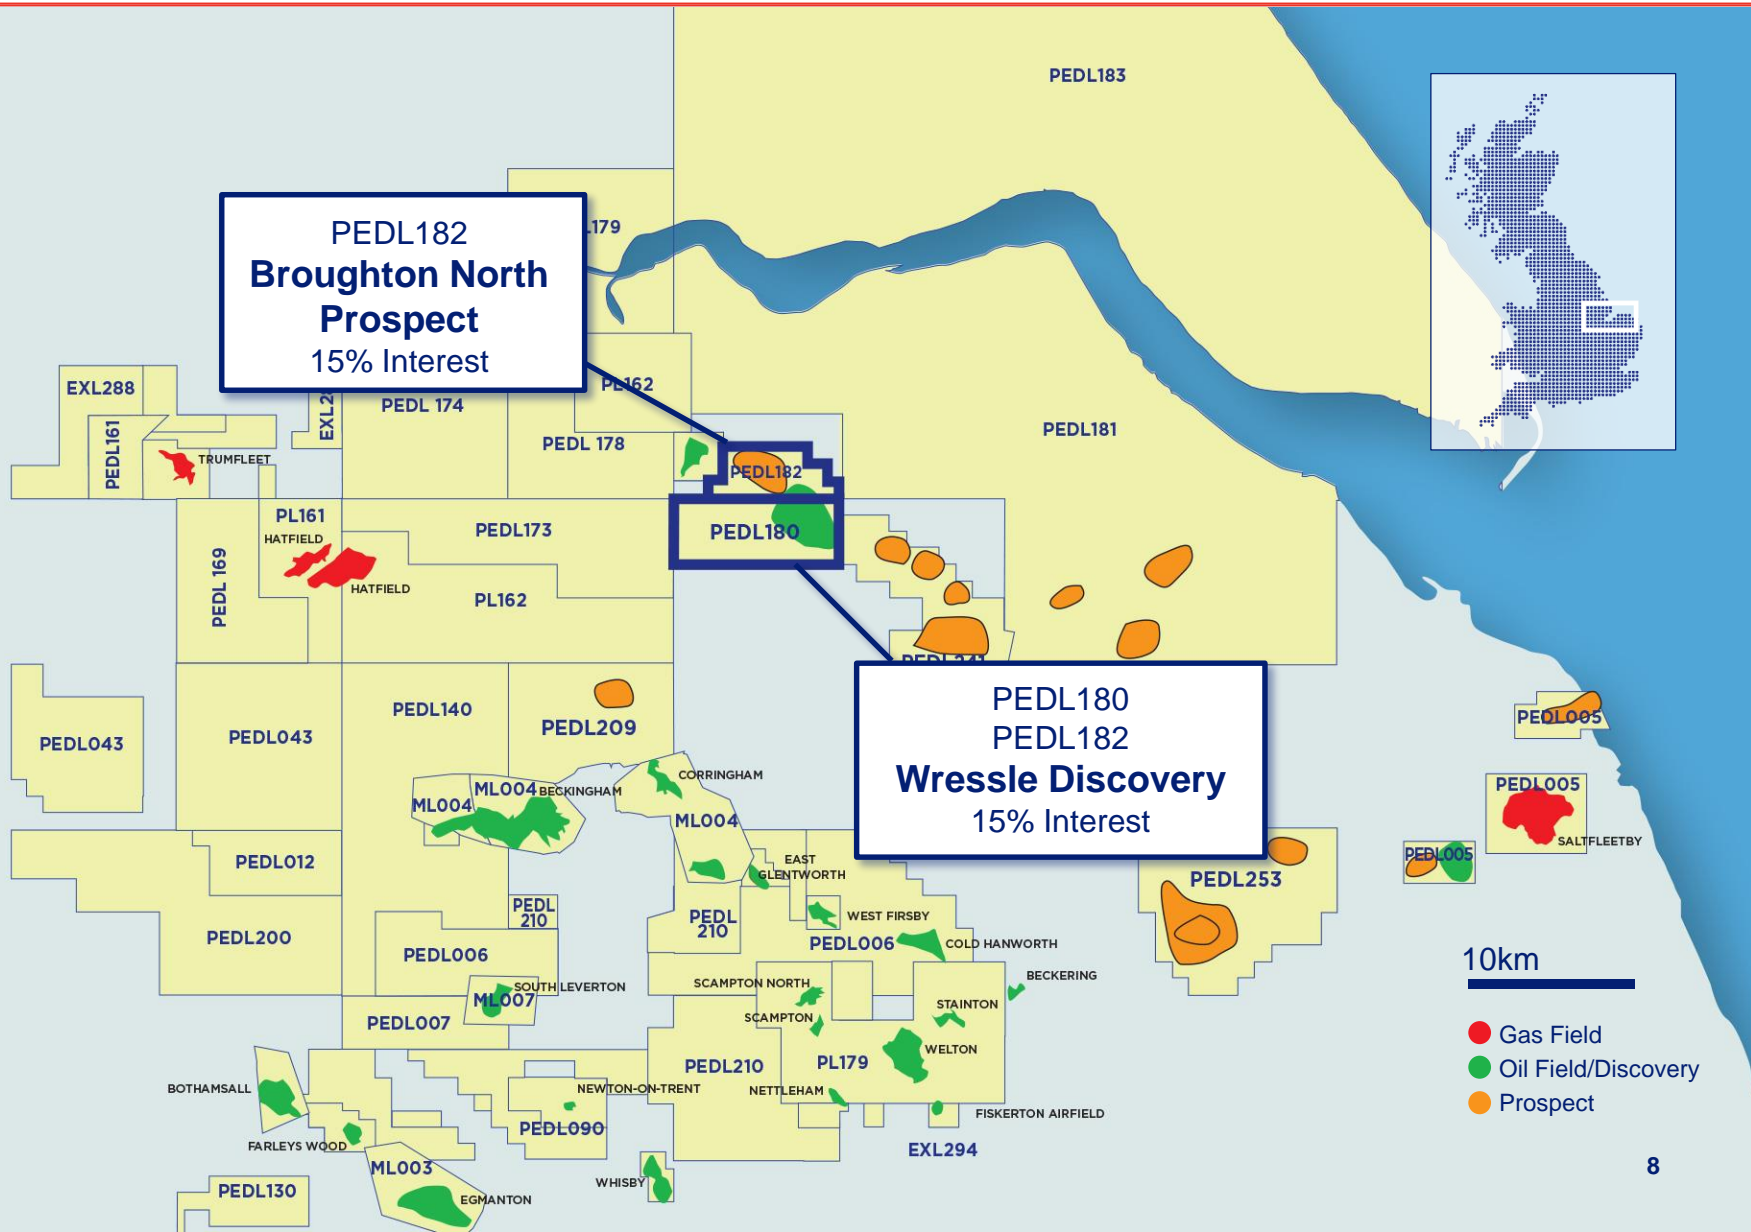 PEDL183
PEDL182
Broughton North
Prospect
15% Interest
179
EXL288
PEDL161
TRUMFLEET
PEDL 174
PL162
PEDL 178
PEDL182
PEDL181
PL161
HATFIELD
HATFIELD
PEDL 169
PEDL173
PL162
PEDL180
PEDL180
PEDL182
Wressle Discovery
15% Interest
PEDL043
PEDL043
PEDL140
PEDL209
PEDL005
PEDL005
SALTFLEETBY
PEDL005
ML004
ML004
BECKINGHAM
CORRINGHAM
ML004
PEDL012
EAST
GLENTWORTH
PEDL253
PEDL
210
PEDL
210
WEST FIRSBY
PEDL200
PEDL006
PEDL006
COLD HANWORTH
BECKERING
SCAMPTON NORTH
SOUTH LEVERTON
ML007
STAINTON
SCAMPTON
PEDL007
WELTON
PEDL210
PL179
BOTHAMSALL
NEWTON-ON-TRENT
NETTLEHAM
FISKERTON AIRFIELD
PEDL090
FARLEYS WOOD
EXL294
ML003
WHISBY
PEDL130
EGMANTON
10km
Gas Field
Oil Field/Discovery
Prospect
8